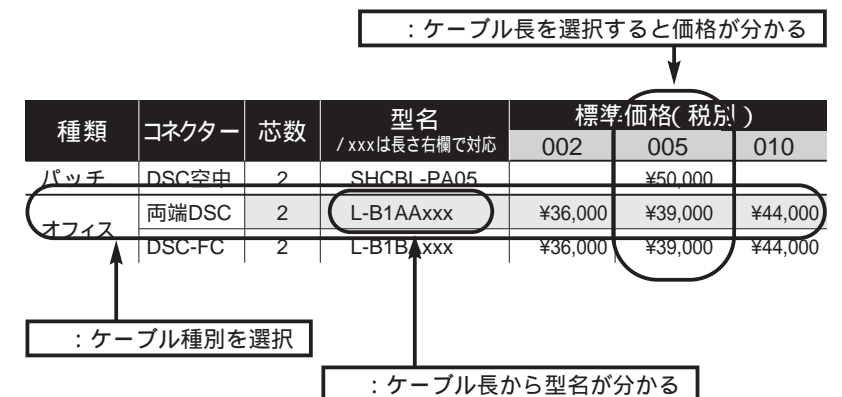 ：ケーブル長を選択すると価格が分かる
種類 コネクター 芯数 型名 標準価格（税別）
/ xxxは長さ右欄で対応 002 005 010
パッチ DSC空中 2 SHCBL-PA05 ¥50,000
オフィス 両端DSC 2 L-B1AAxxx ¥36,000 ¥39,000 ¥44,000
DSC-FC 2 L-B1BAxxx ¥36,000 ¥39,000 ¥44,000
：ケーブル種別を選択
：ケーブル長から型名が分かる